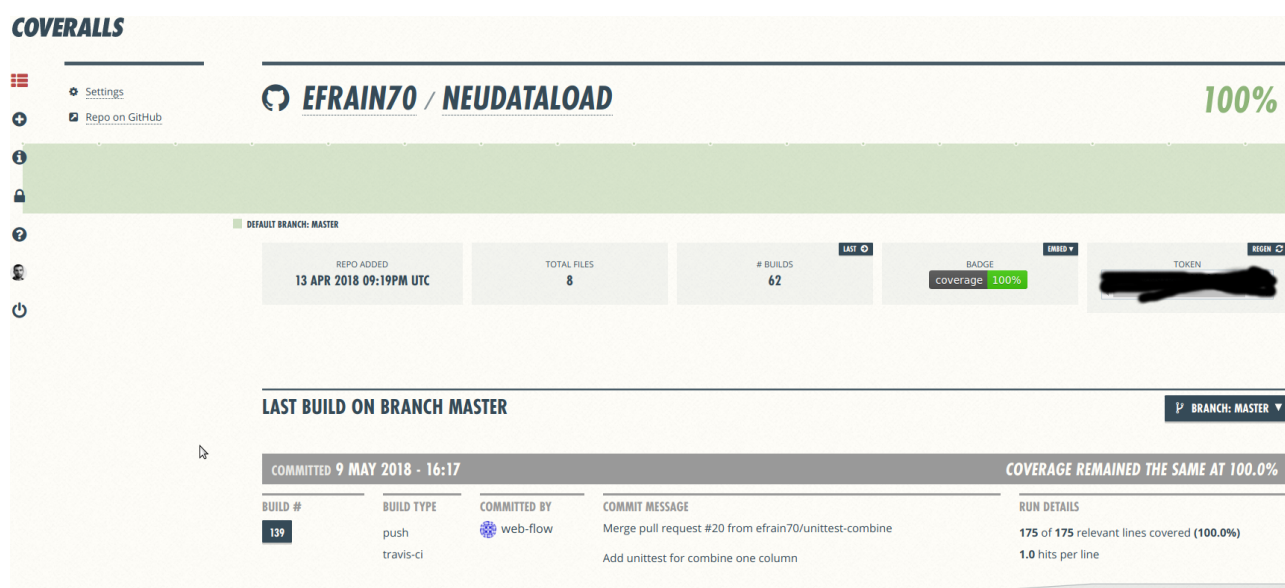 COVERALLS
Settings
Repo on GitHub
EFRAIN70 / NEUDATALOAD
100%
DEFAULT BRANCH: MASTER
REPO ADDED
13 APR 2018 09:19PM UTC
TOTAL FILES
8
LAST
# BUILDS
62
EMBED ▾
BADGE
coverage 100%
REGEN
TOKEN
LAST BUILD ON BRANCH MASTER
BRANCH: MASTER ▼
COMMITTED 9 MAY 2018 - 16:17
COVERAGE REMAINED THE SAME AT 100.0%
BUILD #
139
BUILD TYPE
push
travis-ci
COMMITTED BY
web-flow
COMMIT MESSAGE
Merge pull request #20 from efrain70/unittest-combine
Add unittest for combine one column
RUN DETAILS
175 of 175 relevant lines covered (100.0%)
1.0 hits per line